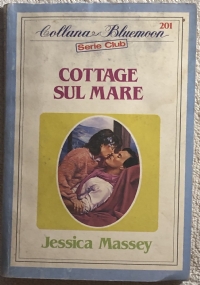 Collana Bluemoon
201
Serie Club
COTTAGE
SUL MARE
Jessica Massey